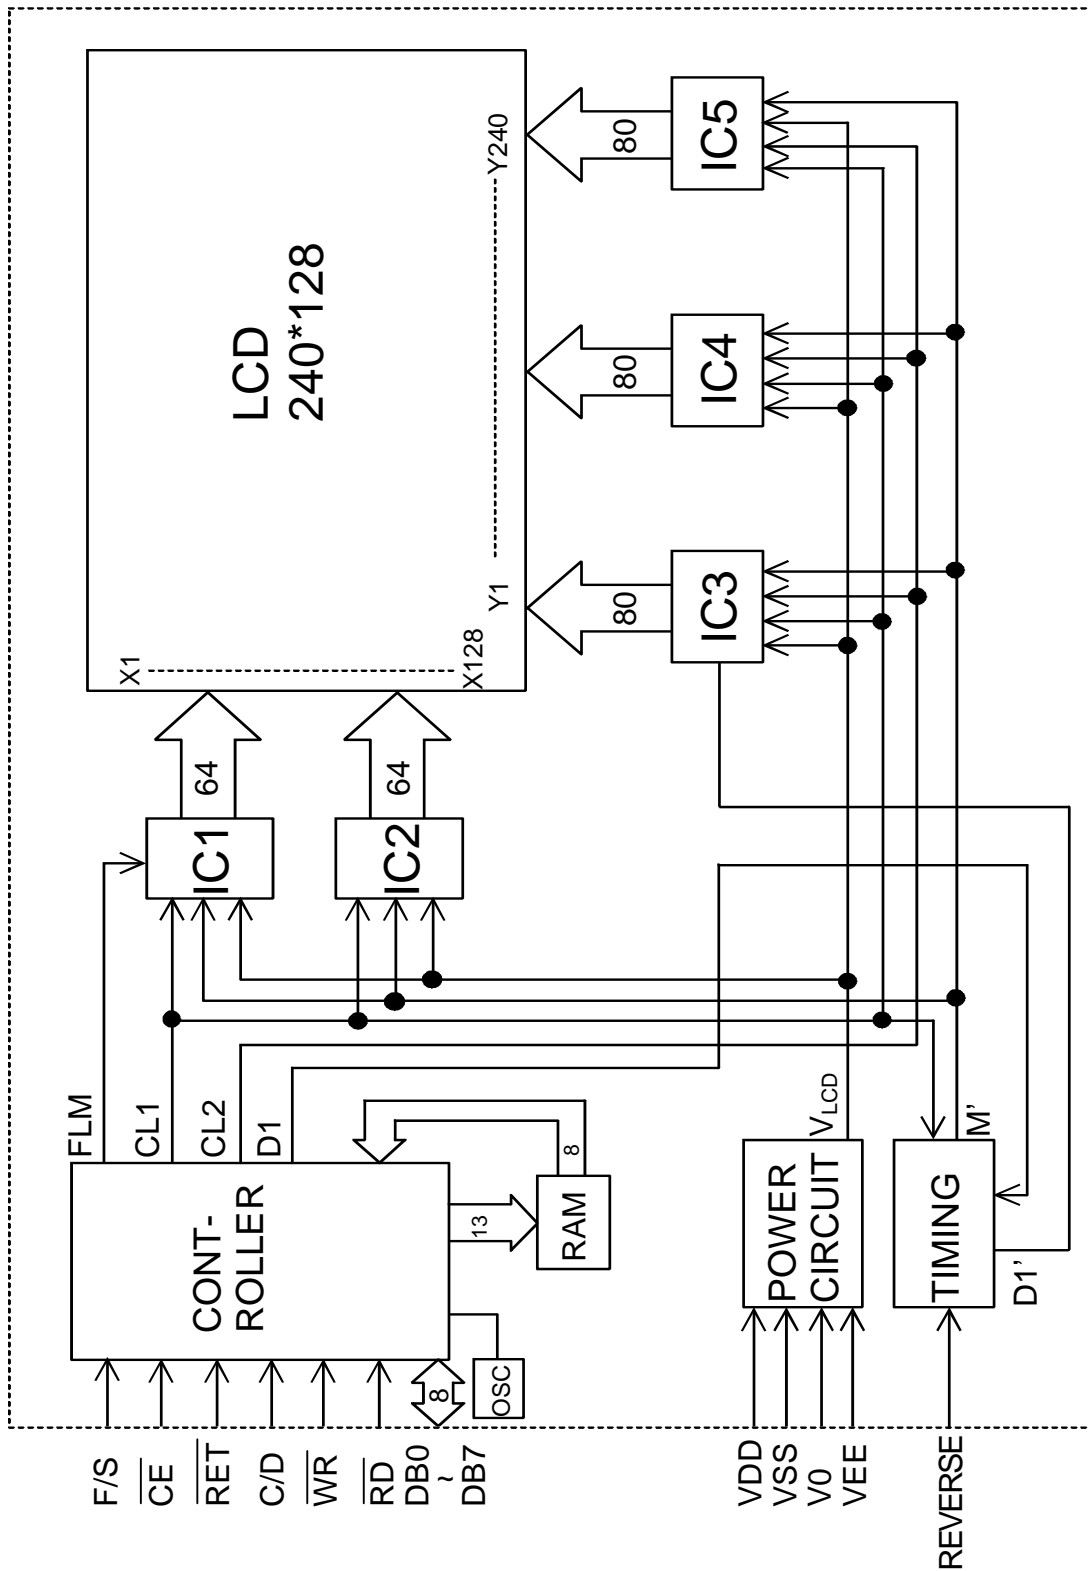 F/S
CE
RET
C/D
WR
RD
DB0
~
DB7
8
OSC
CONT-
ROLLER
FLM
CL1
CL2
D1
13
RAM
8
IC1
64
IC2
64
X1
X128
Y1
Y240
LCD
240*128
80
80
80
IC3
IC4
IC5
VDD
VSS
V0
VEE
POWER
CIRCUIT
VLCD
REVERSE
TIMING
M'
D1'